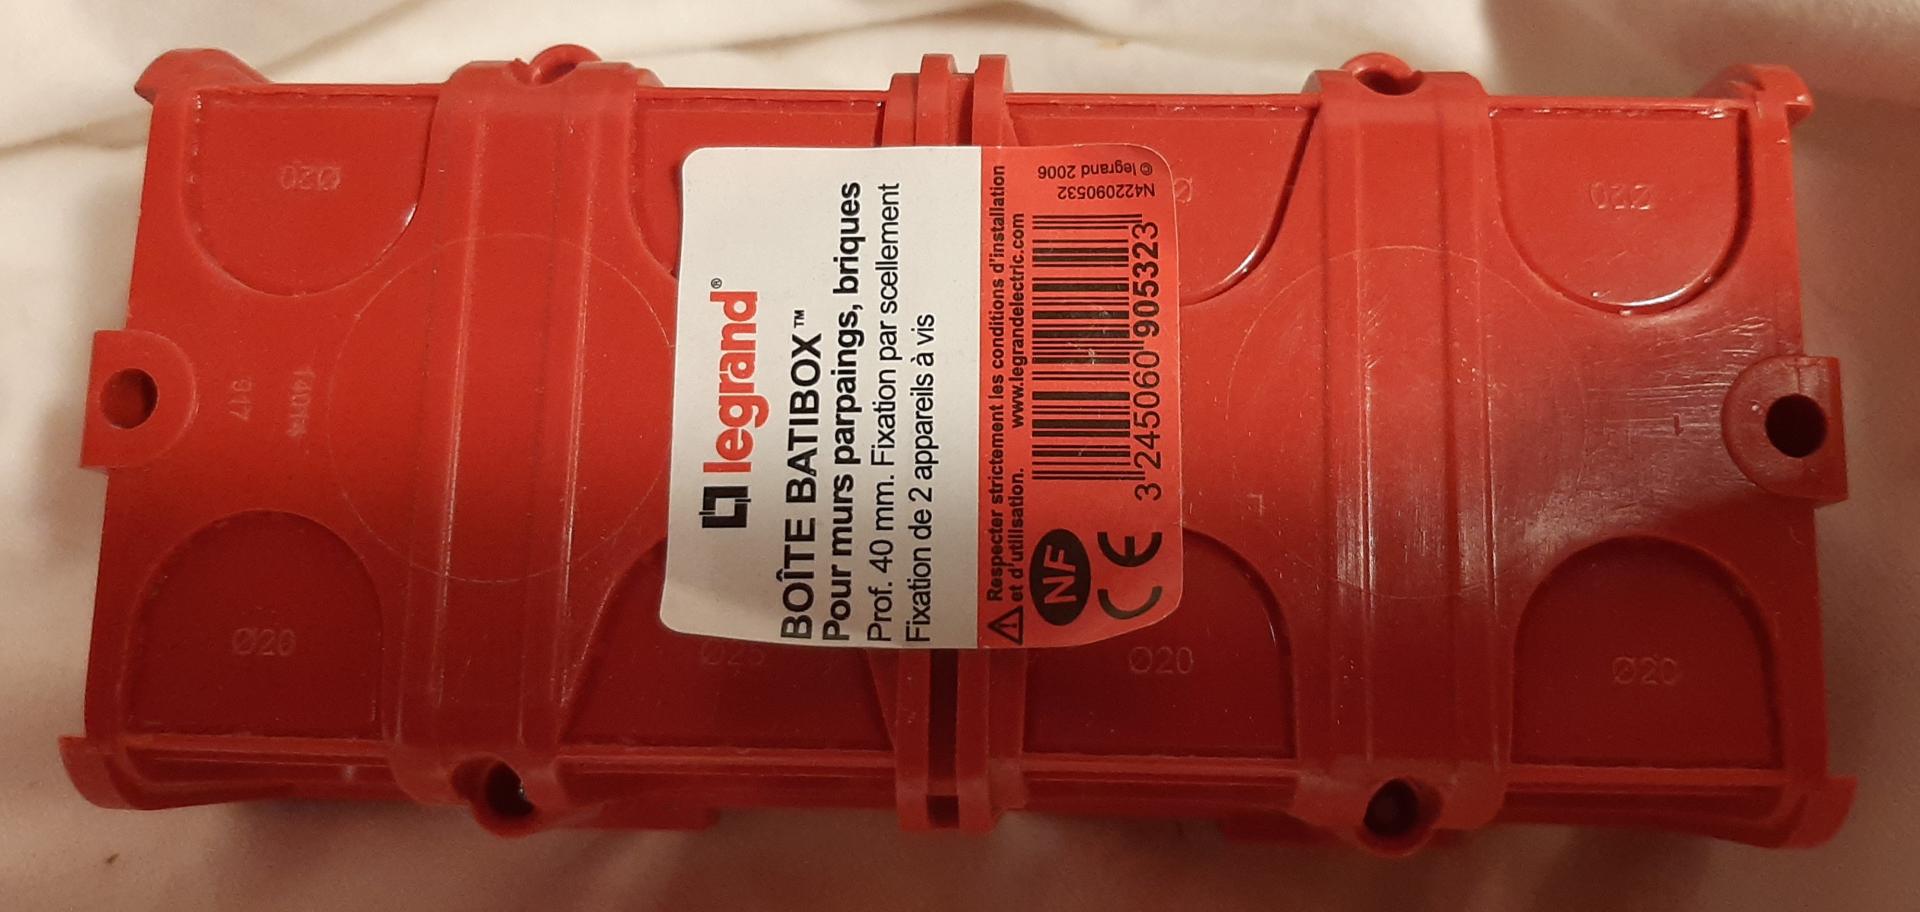 legrand®
BOÎTE BATIBOX™
Pour murs parpaings, briques
Prof. 40 mm. Fixation par scellement
Fixation de 2 appareils à vis
Respecter strictement les conditions d'installation
et d'utilisation. www.legrandelectric.com
NF
CE
3 245060 905323
N422090532
© legrand 2006
Ø20
Ø20
Ø20
Ø25
Ø20
Ø20
917